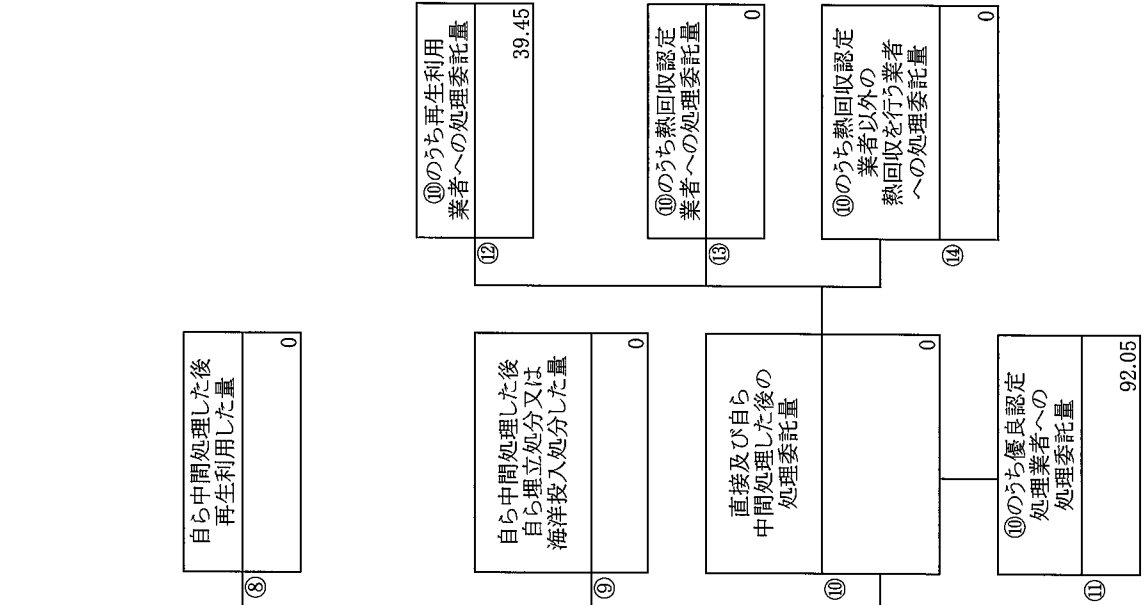 ⑧
自ら中間処理した後
再生利用した量
0
⑨
自ら中間処理した後
自ら埋立処分又は
海洋投入処分した量
0
⑩
直接及び自ら
中間処理した後の
処理委託量
0
⑪
⑩のうち優良認定
処理業者への
処理委託量
92.05
⑫
⑩のうち再生利用
業者への処理委託量
39.45
⑬
⑩のうち熱回収認定
業者への処理委託量
0
⑭
⑩のうち熱回収認定
業者以外の
熱回収を行う業者
への処理委託量
0